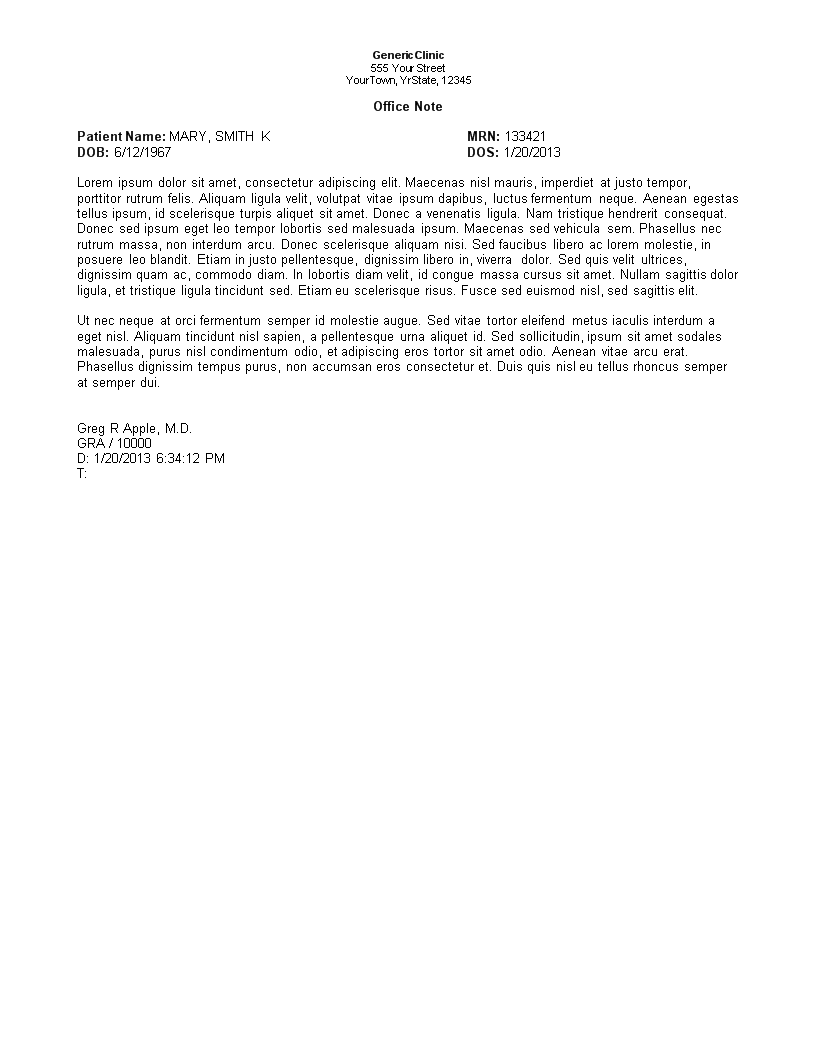 Generic Clinic
555 Your Street
YourTown, YrState, 12345
Office Note
Patient Name: MARY, SMITH K MRN: 133421
DOB: 6/12/1967 DOS: 1/20/2013
Lorem ipsum dolor sit amet, consectetur adipiscing elit. Maecenas nisl mauris, imperdiet at justo tempor,
porttitor rutrum felis. Aliquam ligula velit, volutpat vitae ipsum dapibus, luctus fermentum neque. Aenean egestas
tellus ipsum, id scelerisque turpis aliquet sit amet. Donec a venenatis ligula. Nam tristique hendrerit consequat.
Donec sed ipsum eget leo tempor lobortis sed malesuada ipsum. Maecenas sed vehicula sem. Phasellus nec
rutrum massa, non interdum arcu. Donec scelerisque aliquam nisi. Sed faucibus libero ac lorem molestie, in
posuere leo blandit. Etiam in justo pellentesque, dignissim libero in, viverra dolor. Sed quis velit ultrices,
dignissim quam ac, commodo diam. In lobortis diam velit, id congue massa cursus sit amet. Nullam sagittis dolor
ligula, et tristique ligula tincidunt sed. Etiam eu scelerisque risus. Fusce sed euismod nisl, sed sagittis elit.
Ut nec neque at orci fermentum semper id molestie augue. Sed vitae tortor eleifend metus iaculis interdum a
eget nisl. Aliquam tincidunt nisl sapien, a pellentesque urna aliquet id. Sed sollicitudin, ipsum sit amet sodales
malesuada, purus nisl condimentum odio, et adipiscing eros tortor sit amet odio. Aenean vitae arcu erat.
Phasellus dignissim tempus purus, non accumsan eros consectetur et. Duis quis nisl eu tellus rhoncus semper
at semper dui.
Greg R Apple, M.D.
GRA / 10000
D: 1/20/2013 6:34:12 PM
T: